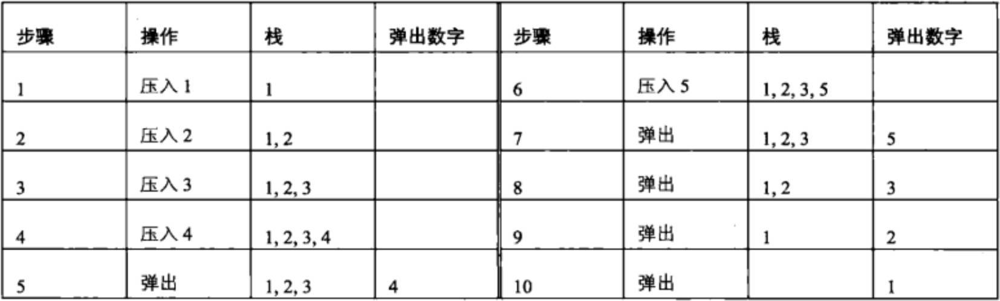 步骤 操作 栈 弹出数字 步骤 操作 栈 弹出数字
1 压入 1 1 6 压入 5 1, 2, 3, 5
2 压入 2 1, 2 7 弹出 1, 2, 3 5
3 压入 3 1, 2, 3 8 弹出 1, 2 3
4 压入 4 1, 2, 3, 4 9 弹出 1 2
5 弹出 1, 2, 3 4 10 弹出 1